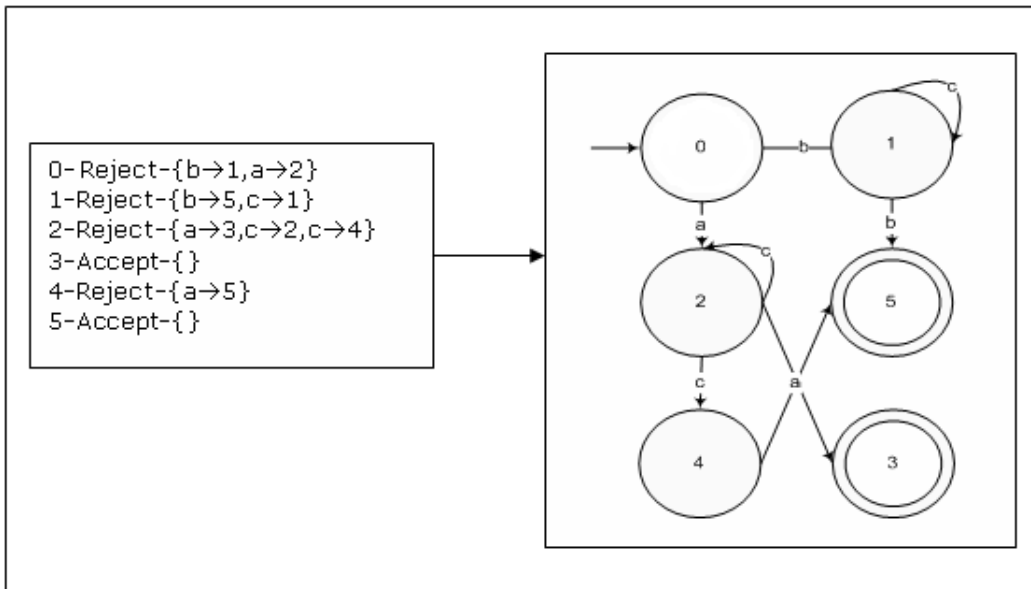 0-Reject-{b→1,a→2}
1-Reject-{b→5,c→1}
2-Reject-{a→3,c→2,c→4}
3-Accept-{}
4-Reject-{a→5}
5-Accept-{}
c
0
b
1
a
b
c
2
5
c
a
4
3